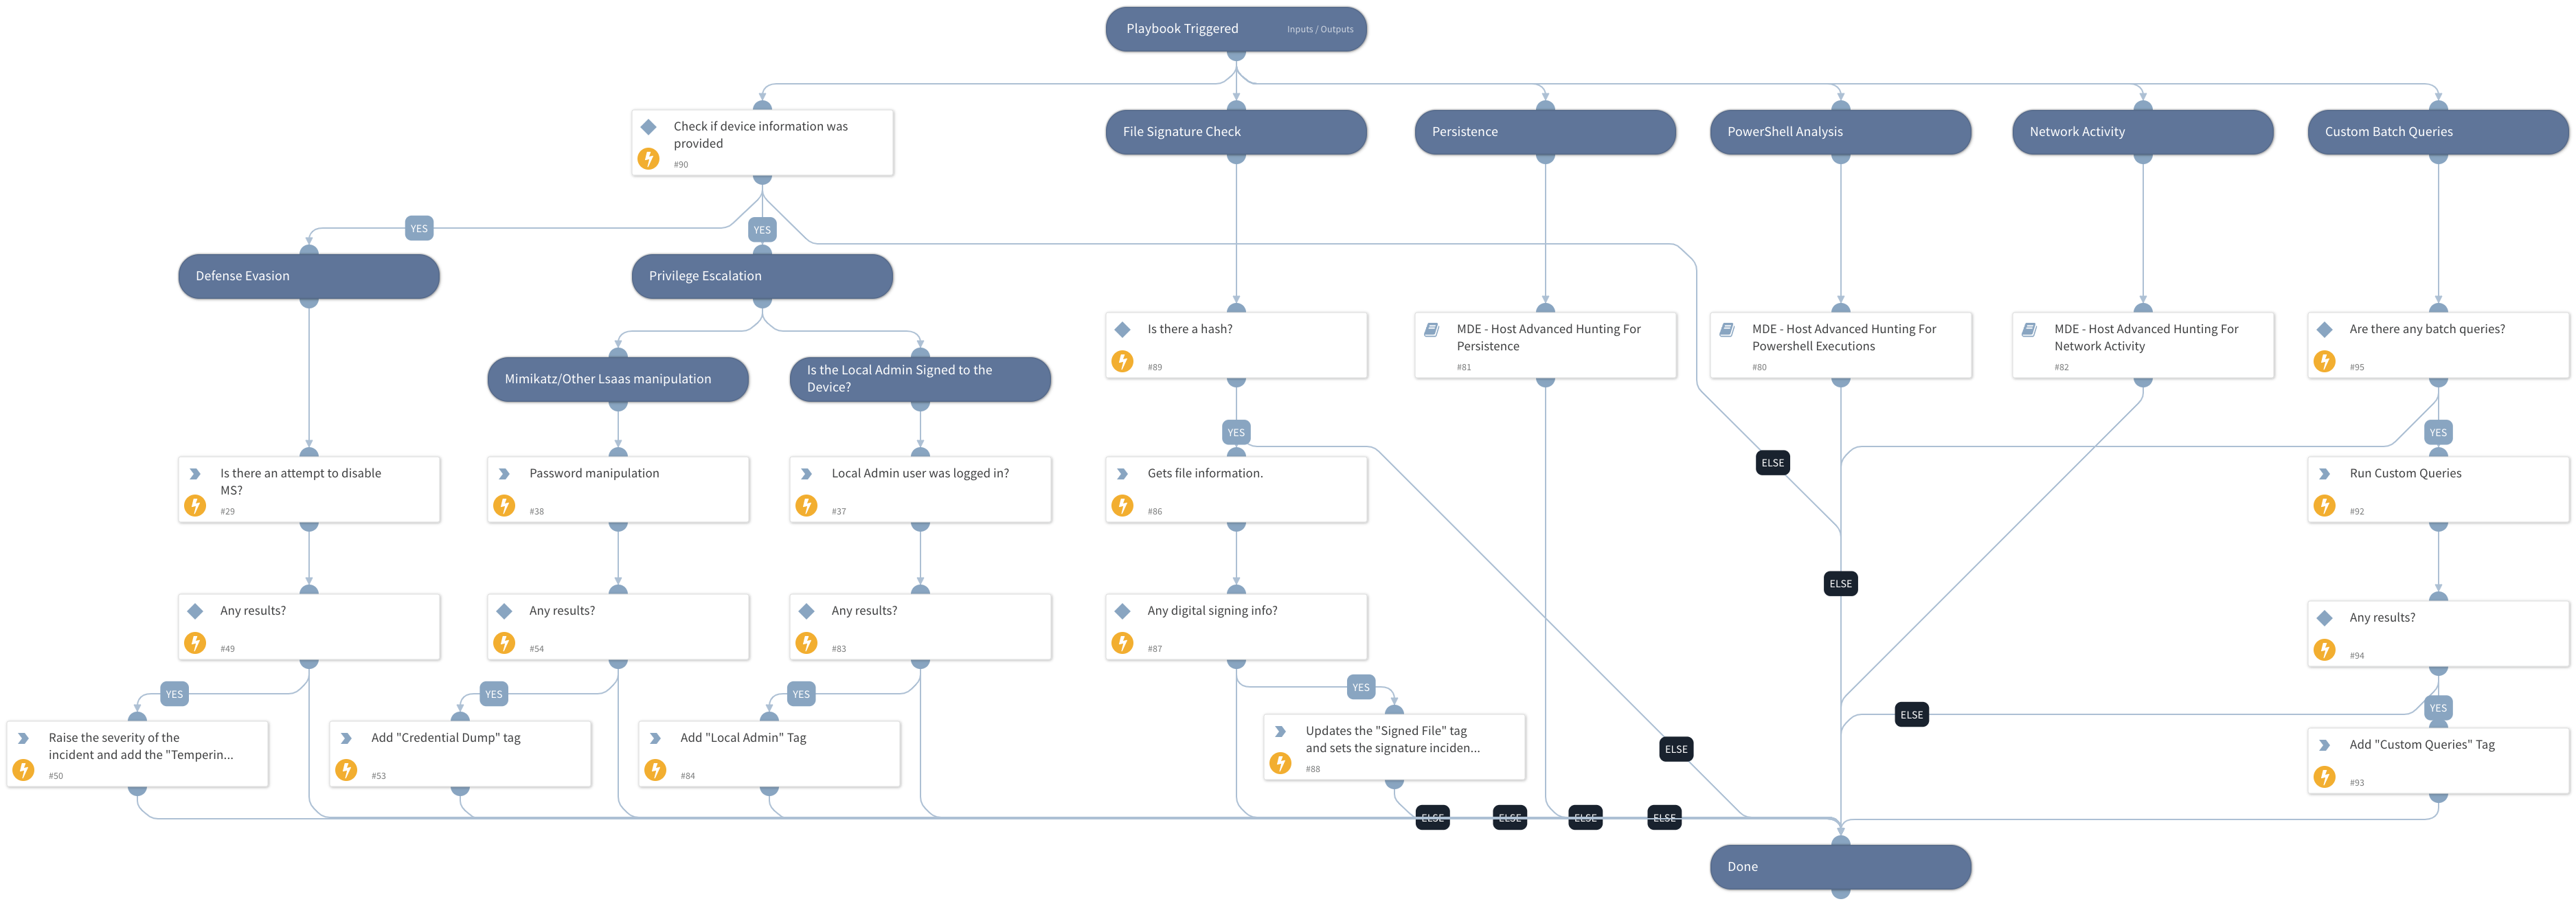 Playbook Triggered
Inputs / Outputs
Check if device information was
provided
#90
File Signature Check
Persistence
PowerShell Analysis
Network Activity
Custom Batch Queries
YES
YES
Defense Evasion
Privilege Escalation
Is there a hash?
#89
MDE - Host Advanced Hunting For
Persistence
#81
MDE - Host Advanced Hunting For
Powershell Executions
#80
MDE - Host Advanced Hunting For
Network Activity
#82
Are there any batch queries?
#95
Mimikatz/Other Lsaas manipulation
Is the Local Admin Signed to the
Device?
YES
YES
ELSE
Is there an attempt to disable
MS?
#29
Password manipulation
#38
Local Admin user was logged in?
#37
Gets file information.
#86
Run Custom Queries
#92
ELSE
Any results?
#49
Any results?
#54
Any results?
#83
Any digital signing info?
#87
Any results?
#94
YES
YES
YES
YES
ELSE
YES
Raise the severity of the
incident and add the "Temperin...
#50
Add "Credential Dump" tag
#53
Add "Local Admin" Tag
#84
Updates the "Signed File" tag
and sets the signature inciden...
#88
ELSE
Add "Custom Queries" Tag
#93
ELSE
ELSE
ELSE
ELSE
Done